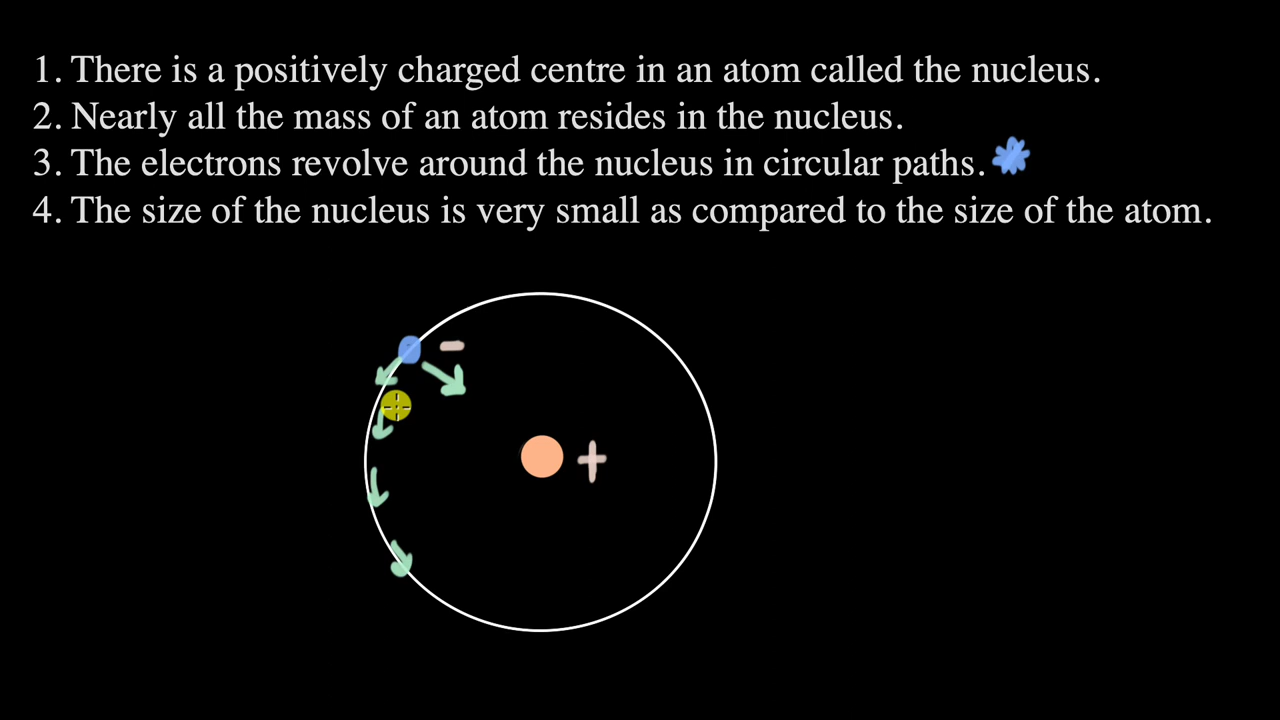 1. There is a positively charged centre in an atom called the nucleus.
2. Nearly all the mass of an atom resides in the nucleus.
3. The electrons revolve around the nucleus in circular paths.
4. The size of the nucleus is very small as compared to the size of the atom.
-
+